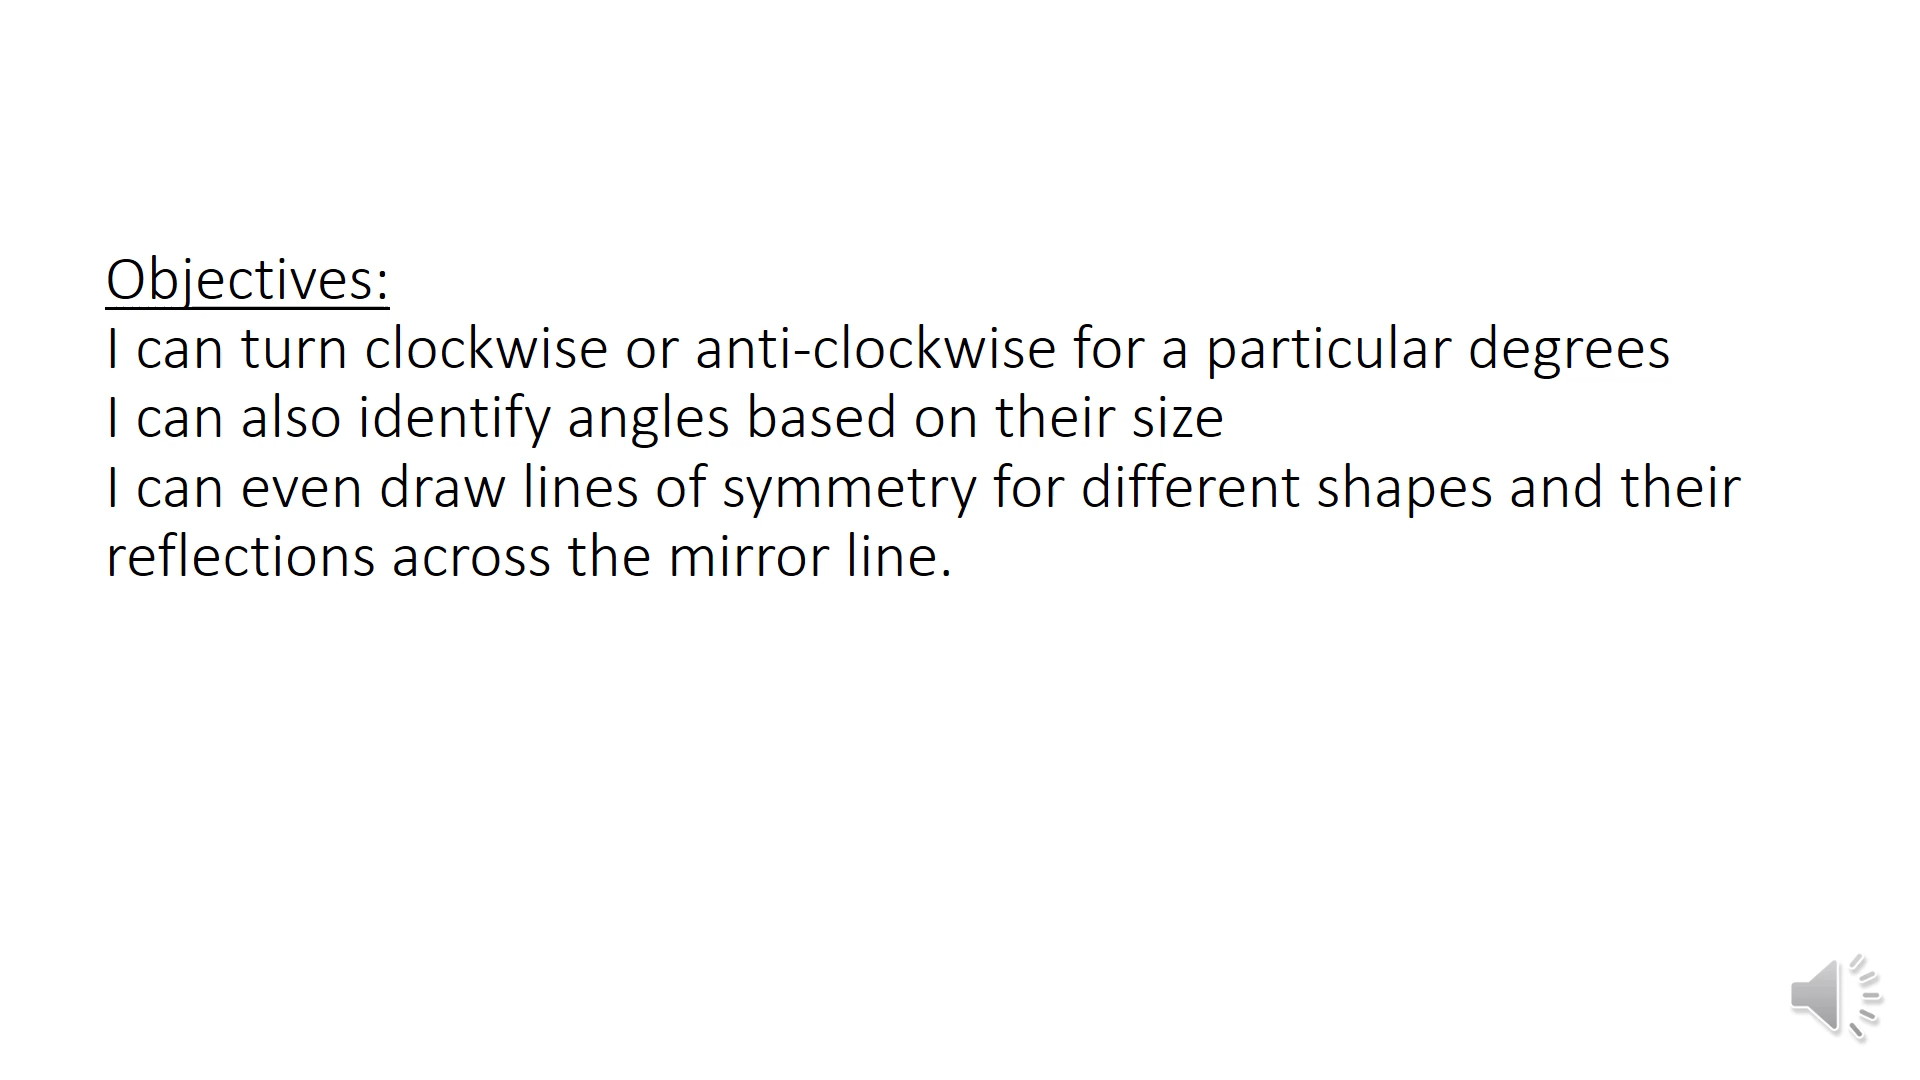 Objectives:
I can turn clockwise or anti-clockwise for a particular degrees
I can also identify angles based on their size
I can even draw lines of symmetry for different shapes and their
reflections across the mirror line.